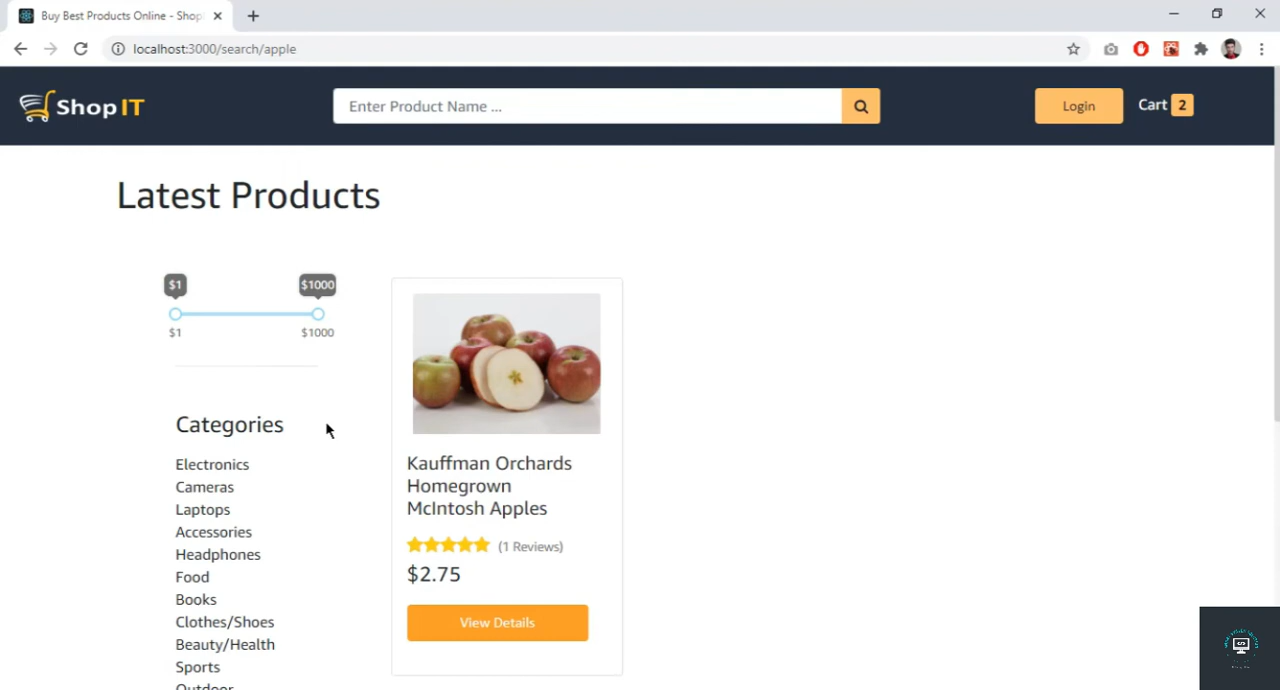 Buy Best Products Online - Shop
localhost:3000/search/apple
ShopIT
Enter Product Name ...
Login
Cart 2
Latest Products
$1 $1000
$1 $1000
Categories
Electronics
Cameras
Laptops
Accessories
Headphones
Food
Books
Clothes/Shoes
Beauty/Health
Sports
Outdoor
Kauffman Orchards
Homegrown
McIntosh Apples
(1 Reviews)
$2.75
View Details